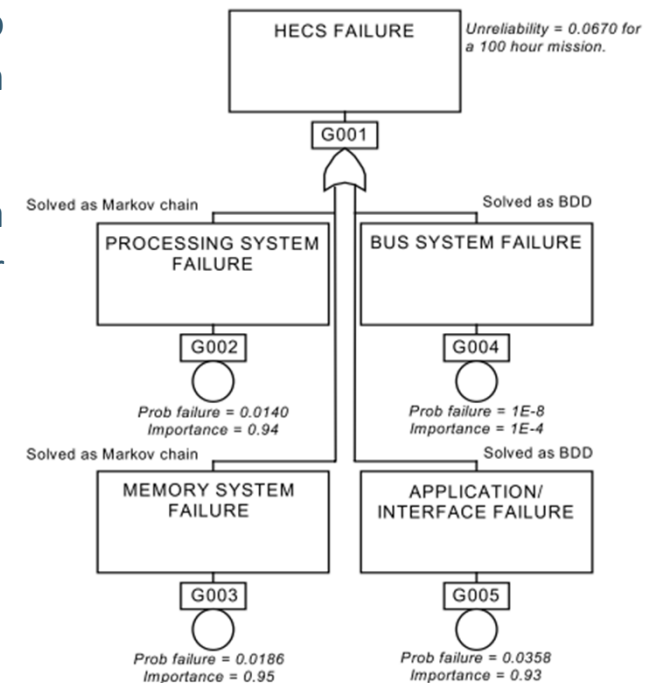 HECS FAILURE
Unreliability = 0.0670 for
a 100 hour mission.
G001
Solved as Markov chain
Solved as BDD
PROCESSING SYSTEM
FAILURE
BUS SYSTEM FAILURE
G002
G004
Prob failure = 0.0140
Importance = 0.94
Prob failure = 1E-8
Importance = 1E-4
Solved as Markov chain
Solved as BDD
MEMORY SYSTEM
FAILURE
APPLICATION/
INTERFACE FAILURE
G003
G005
Prob failure = 0.0186
Importance = 0.95
Prob failure = 0.0358
Importance = 0.93